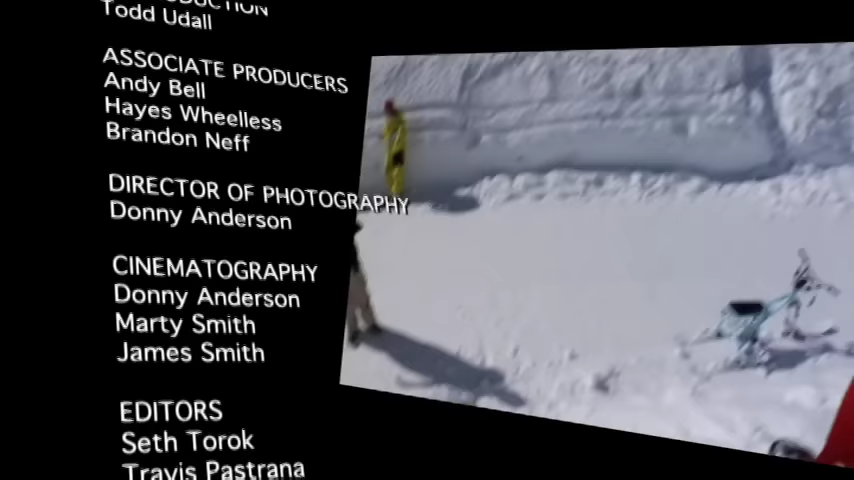 Todd Udall
ASSOCIATE PRODUCERS
Andy Bell
Hayes Wheelless
Brandon Neff
DIRECTOR OF PHOTOGRAPHY
Donny Anderson
CINEMATOGRAPHY
Donny Anderson
Marty Smith
James Smith
EDITORS
Seth Torok
Travis Pastrana